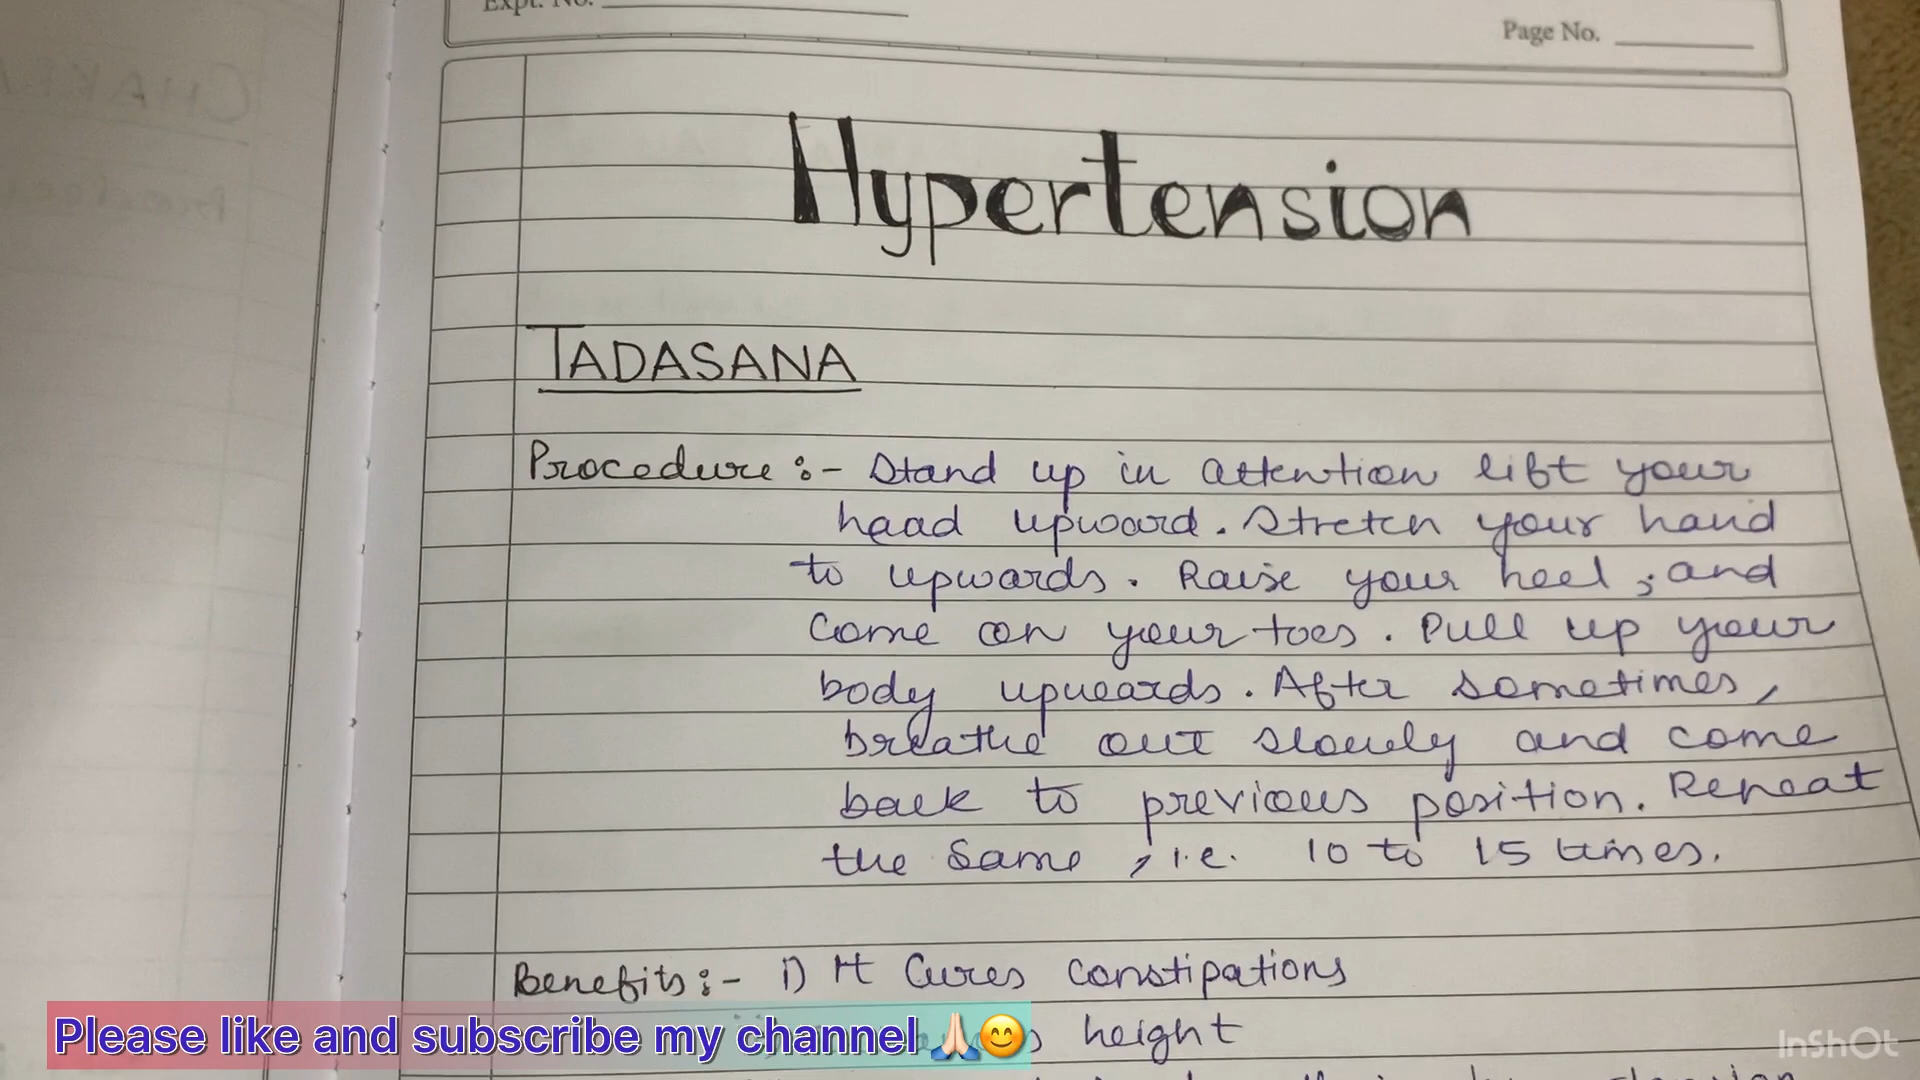 Expt. No.
Page No.
Hypertension
TADASANA
Procedure :- Stand up in attention lift your
head upward. Stretch your hand
to upwards. Raise your heel, and
come on your toes. Pull up your
body upwards. After sometimes,
breathe out slowly and come
back to previous position. Repeat
the same, i.e. 10 to 15 times.
Benefits :- i) It Cures constipations
height
Please like and subscribe my channel 🙏🏻😊
InShOt